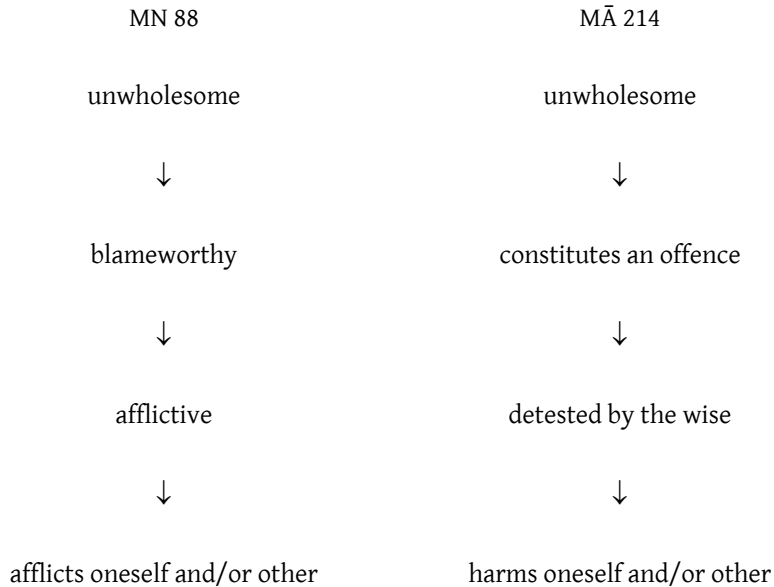 MN 88 MĀ 214
unwholesome unwholesome
↓ ↓
blameworthy constitutes an offence
↓ ↓
afflictive detested by the wise
↓ ↓
afflicts oneself and/or other harms oneself and/or other